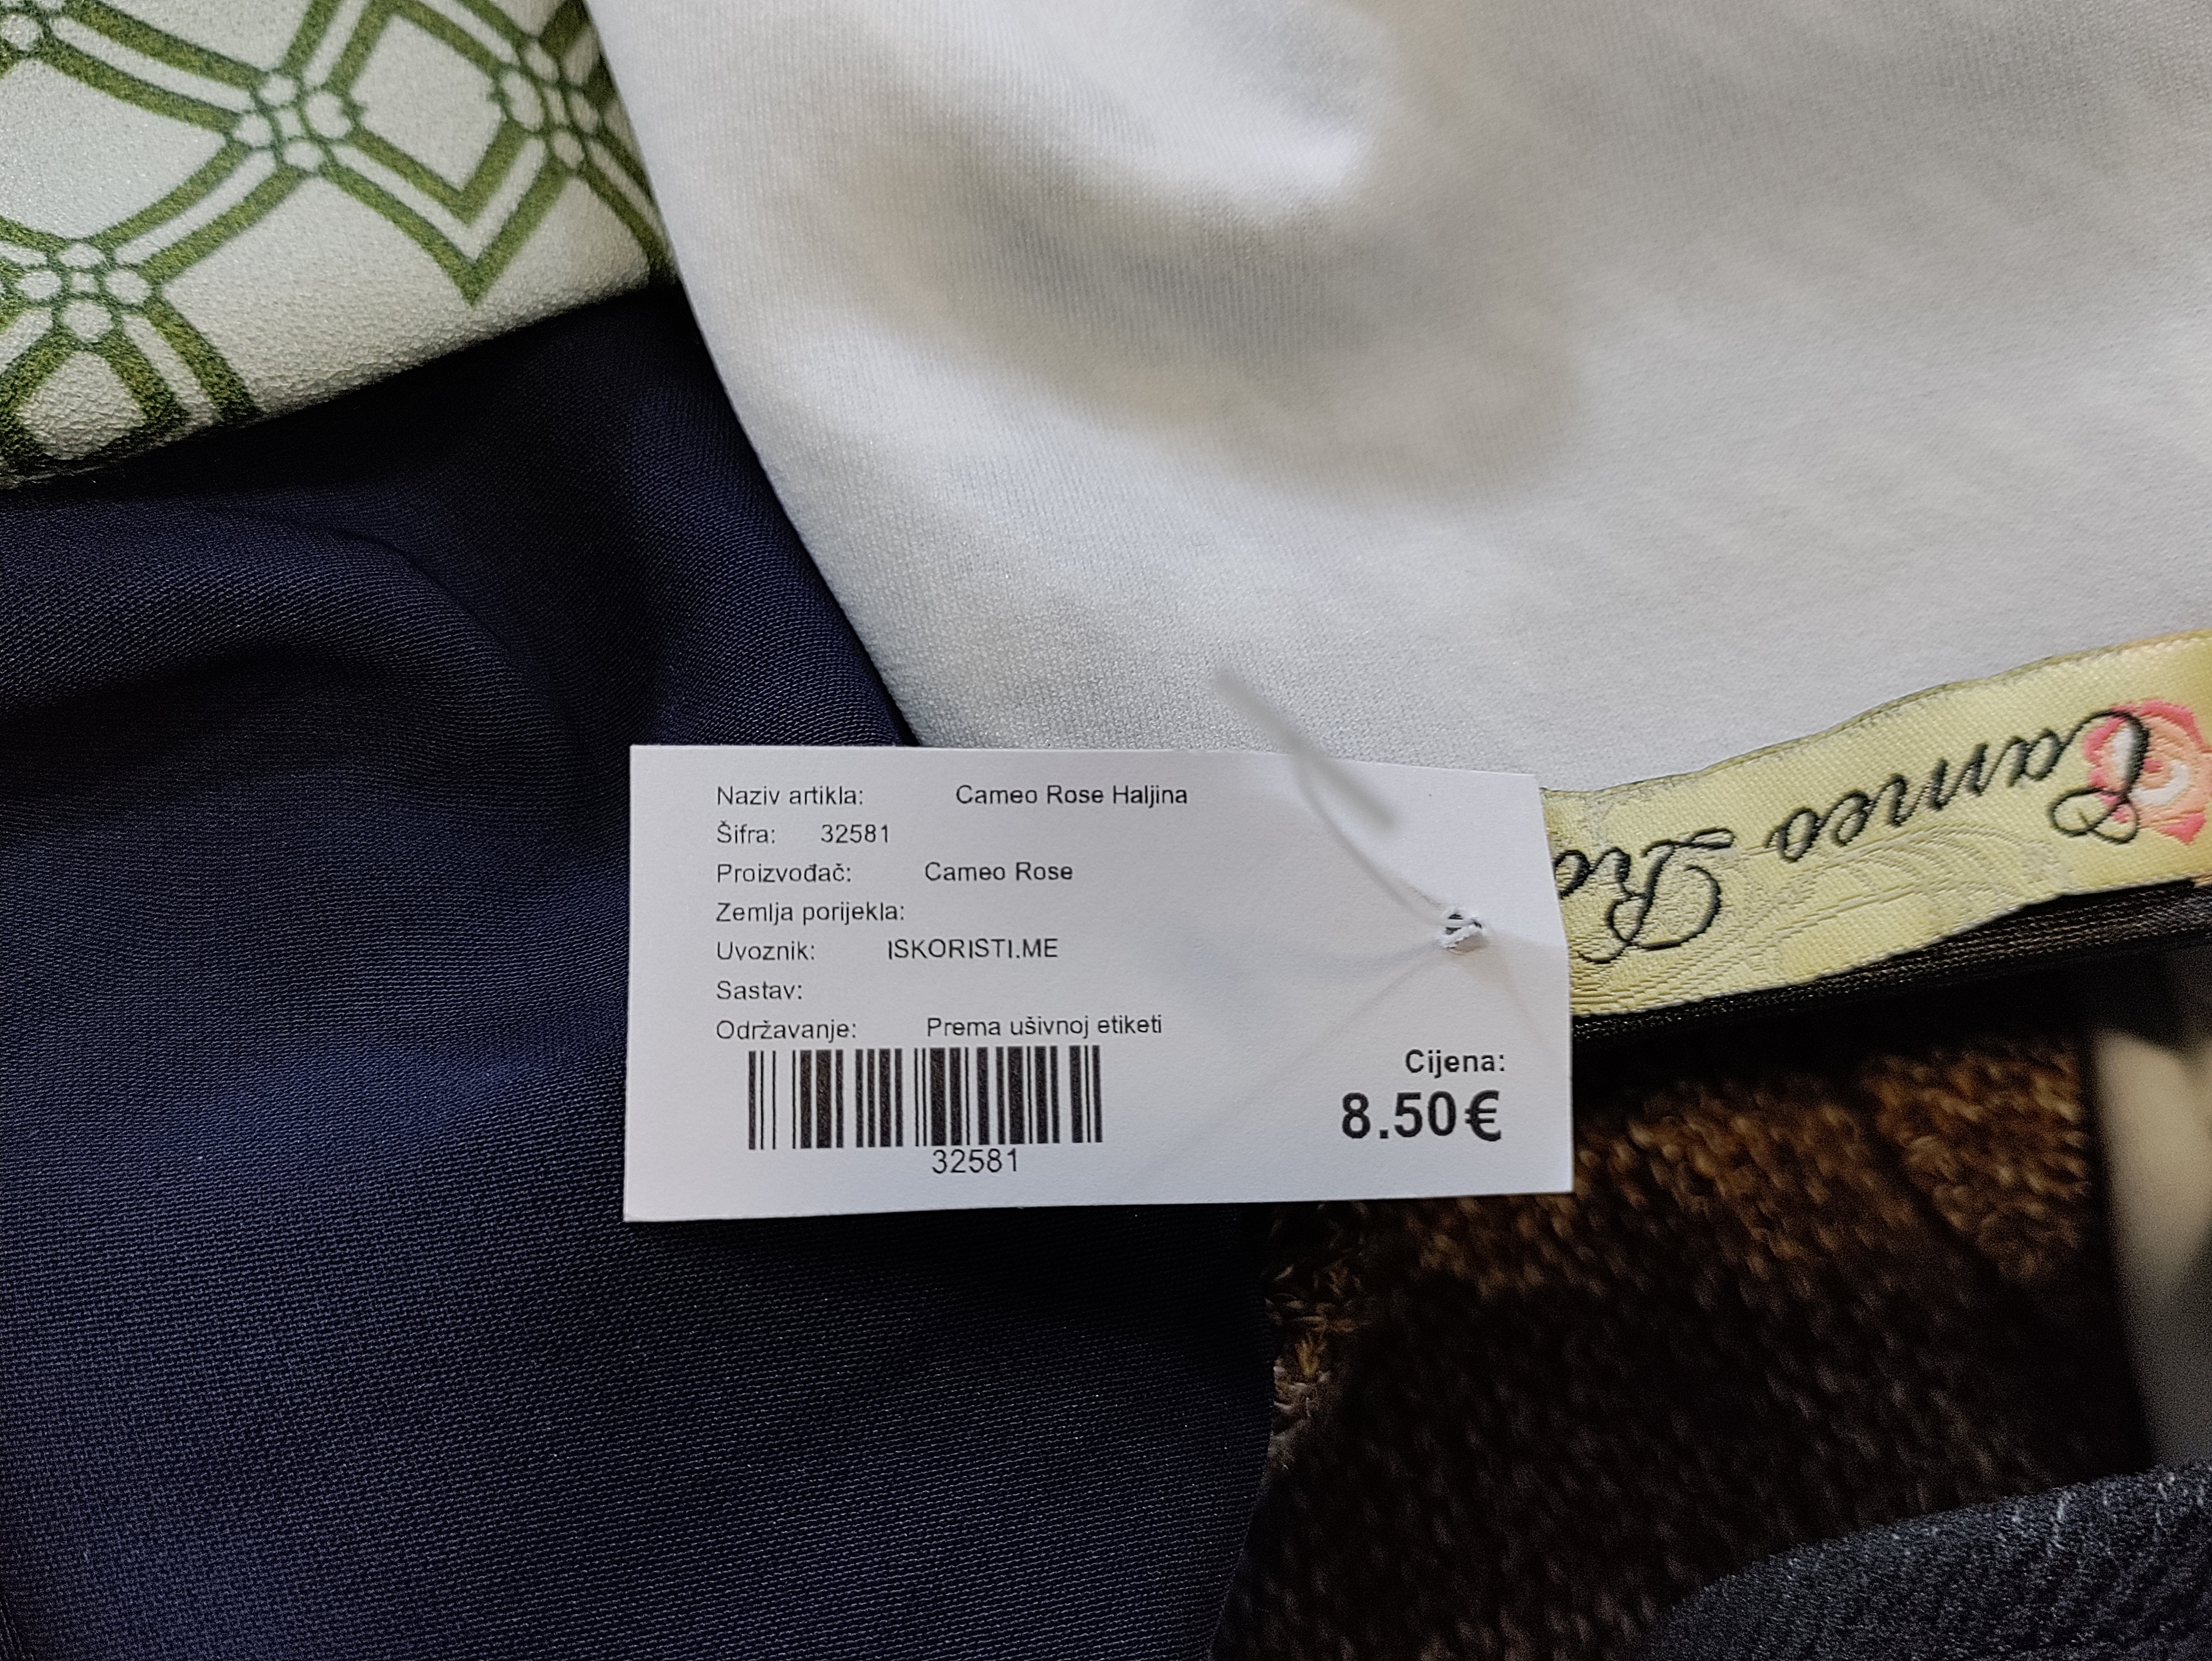 Naziv artikla: Cameo Rose Haljina
Šifra: 32581
Proizvođač: Cameo Rose
Zemlja porijekla:
Uvoznik: ISKORISTI.ME
Sastav:
Održavanje: Prema ušivnoj etiketi
32581
Cijena:
8.50€
Cameo Ro